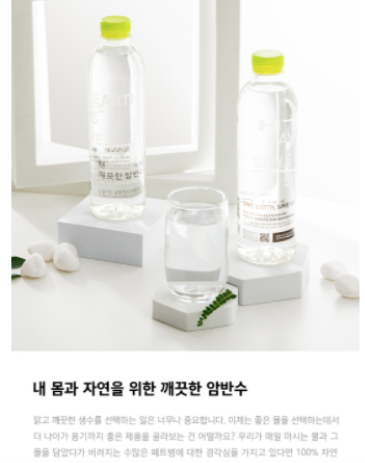 EARTH
깨끗한 암반수
내 몸과 자연을 위한 깨끗한 암반수
맑고 깨끗한 생수를 선택하는 일은 너무나 중요합니다. 이제는 좋은 물을 선택하는데서
더 나아가 용기까지 좋은 제품을 골라보는 건 어떨까요? 우리가 매일 마시는 물과 그
물을 담았다가 버려지는 수많은 페트병에 대한 경각심을 가지고 있다면 100% 자연